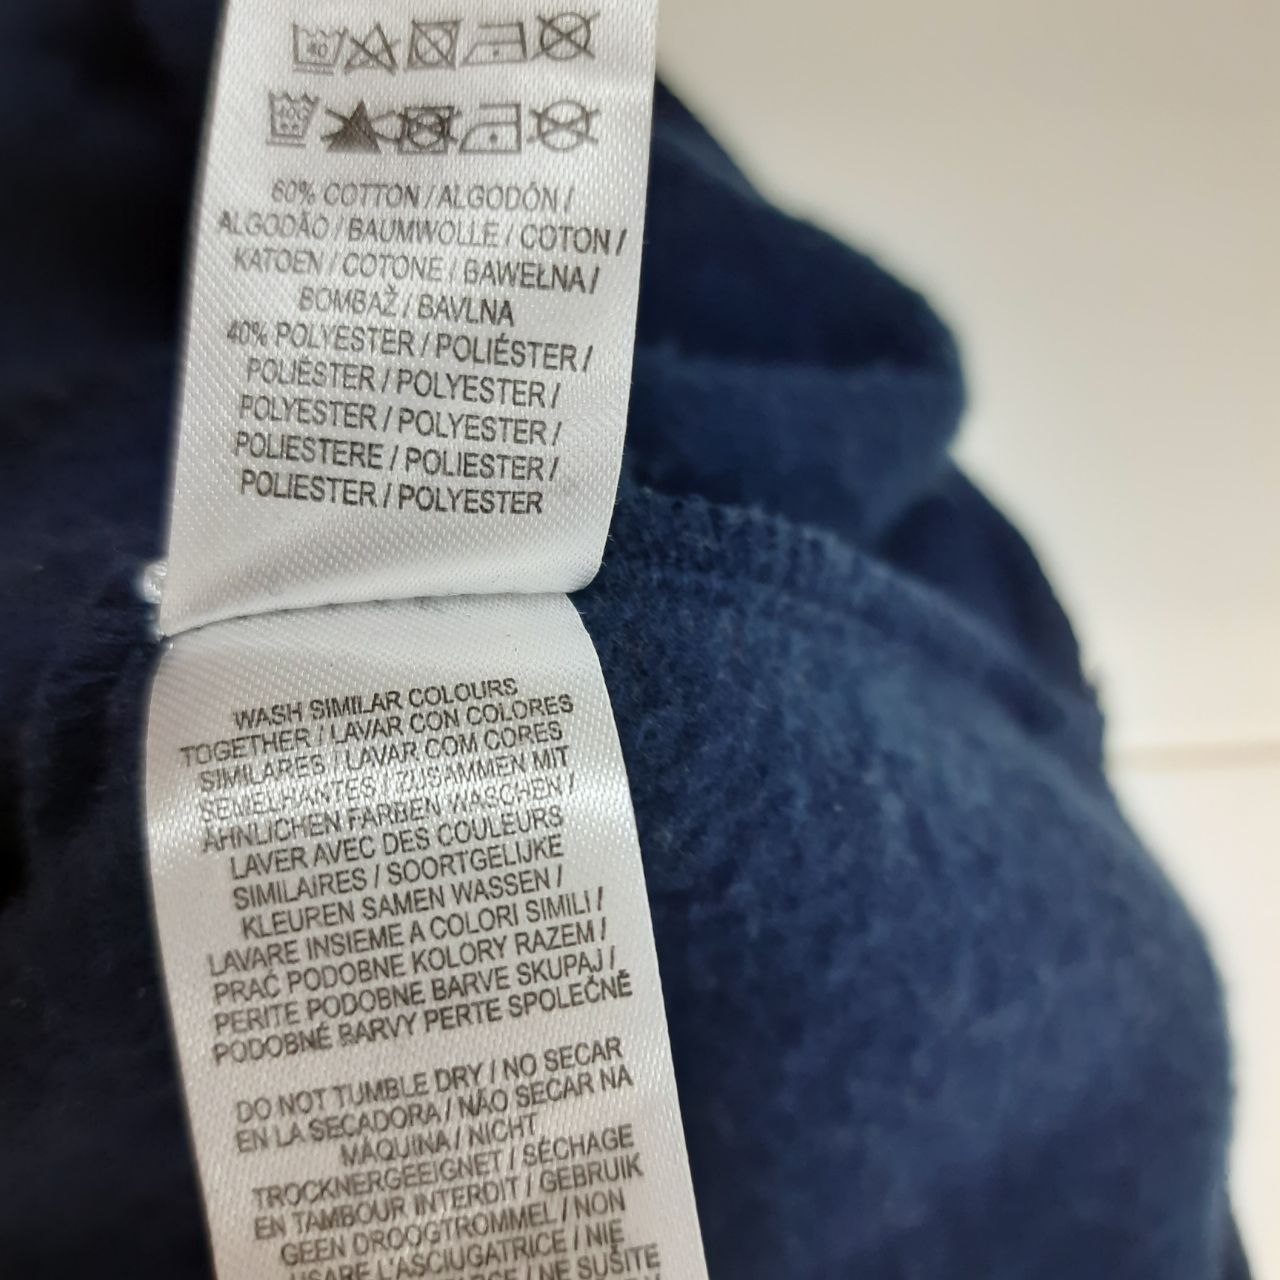 40
60% COTTON / ALGODÓN /
ALGODÃO / BAUMWOLLE / COTON /
KATOEN / COTONE / BAWEŁNA /
BOMBAŽ / BAVLNA
40% POLYESTER / POLIÉSTER /
POLIÉSTER / POLYESTER /
POLYESTER / POLYESTER /
POLIESTERE / POLIESTER /
POLIESTER / POLYESTER
WASH SIMILAR COLOURS
TOGETHER / LAVAR CON COLORES
SIMILARES / LAVAR COM CORES
SEMELHANTES / ZUSAMMEN MIT
ÄHNLICHEN FARBEN WASCHEN /
LAVER AVEC DES COULEURS
SIMILAIRES / SOORTGELIJKE
KLEUREN SAMEN WASSEN /
LAVARE INSIEME A COLORI SIMILI /
PRAĆ PODOBNE KOLORY RAZEM /
PERITE PODOBNE BARVE SKUPAJ /
PODOBNÉ BARVY PERTE SPOLEČNĚ
DO NOT TUMBLE DRY / NO SECAR
EN LA SECADORA / NÃO SECAR NA
MÁQUINA / NICHT
TROCKNERGEEIGNET / SÉCHAGE
EN TAMBOUR INTERDIT / GEBRUIK
GEEN DROOGTROMMEL / NON
USARE L'ASCIUGATRICE / NIE
/ NE SUŠITE